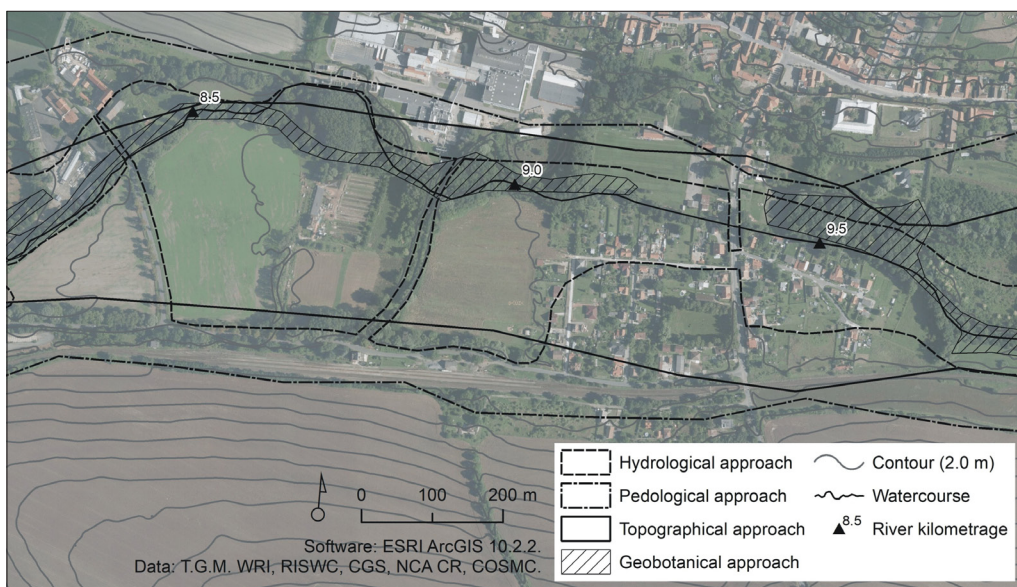 8.5
9.0
9.5
0 100 200 m
Software: ESRI ArcGIS 10.2.2.
Data: T.G.M. WRI, RISWC, CGS, NCA CR, COSMC.
Hydrological approach
Pedological approach
Topographical approach
Geobotanical approach
Contour (2.0 m)
Watercourse
8.5 River kilometrage